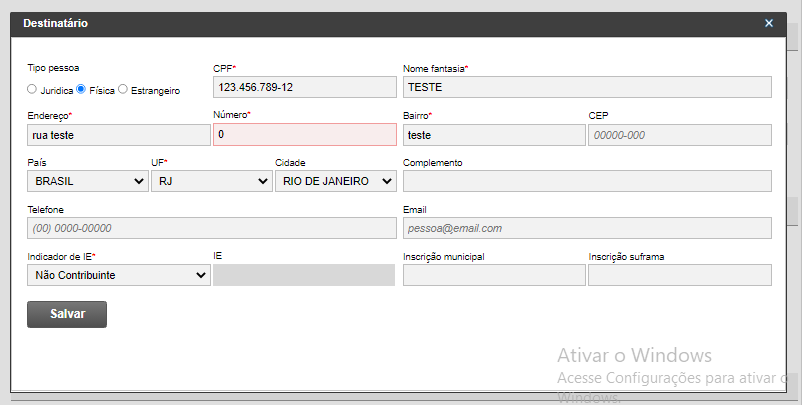 Destinatário ×
Tipo pessoa
Juridica Física Estrangeiro
CPF*
123.456.789-12
Nome fantasia*
TESTE
Endereço*
rua teste
Número*
0
Bairro*
teste
CEP
00000-000
País
BRASIL
UF*
RJ
Cidade
RIO DE JANEIRO
Complemento
Telefone
(00) 0000-00000
Email
pessoa@email.com
Indicador de IE*
Não Contribuinte
IE
Inscrição municipal
Inscrição suframa
Salvar
Ativar o Windows
Acesse Configurações para ativar o
Windows.